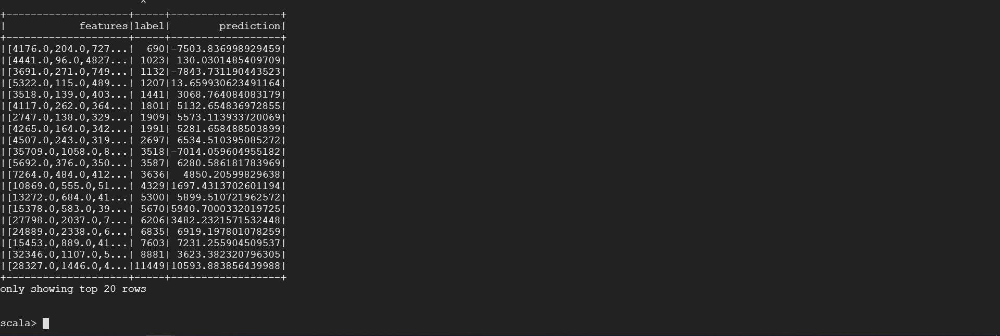 ^
+--------------------+-----+------------------+
|            features|label|        prediction|
+--------------------+-----+------------------+
|[4176.0,204.0,727...|  690|-7503.836998929459|
|[4441.0,96.0,4827...| 1023| 130.0301485409709|
|[3691.0,271.0,749...| 1132|-7843.731190443523|
|[5322.0,115.0,489...| 1207|13.659930623491164|
|[3518.0,139.0,403...| 1441| 3068.764084083179|
|[4117.0,262.0,364...| 1801| 5132.654836972855|
|[2747.0,138.0,329...| 1909| 5573.113933720069|
|[4265.0,164.0,342...| 1991| 5281.658488503899|
|[4507.0,243.0,319...| 2697| 6534.510395085272|
|[35709.0,1058.0,8...| 3518|-7014.059604955182|
|[5692.0,376.0,350...| 3587| 6280.586181783969|
|[7264.0,484.0,412...| 3636|  4850.20599829638|
|[10869.0,555.0,51...| 4329|1697.4313702601194|
|[13272.0,684.0,41...| 5300| 5899.510721962572|
|[15378.0,583.0,39...| 5670|5940.7000332019725|
|[27798.0,2037.0,7...| 6206|3482.2321571532448|
|[24889.0,2338.0,6...| 6835| 6919.197801078259|
|[15453.0,889.0,41...| 7603| 7231.255904509537|
|[32346.0,1107.0,5...| 8881| 3623.382320796305|
|[28327.0,1446.0,4...|11449|10593.883856439988|
+--------------------+-----+------------------+
only showing top 20 rows
scala>